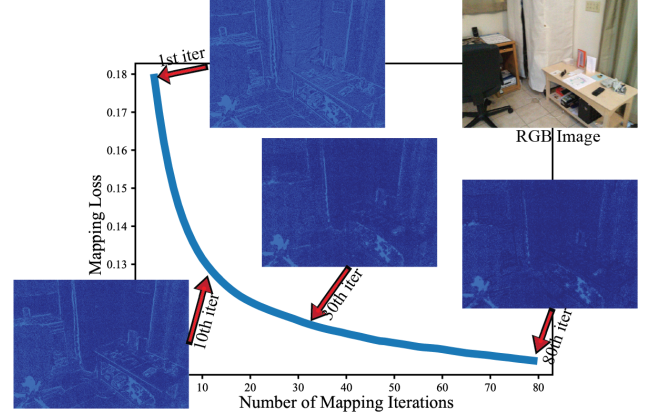 1st iter
0.18
0.17
0.16
0.15
0.14
0.13
Mapping Loss
RGB Image
10th iter
30th iter
80th iter
10 20 30 40 50 60 70 80
Number of Mapping Iterations